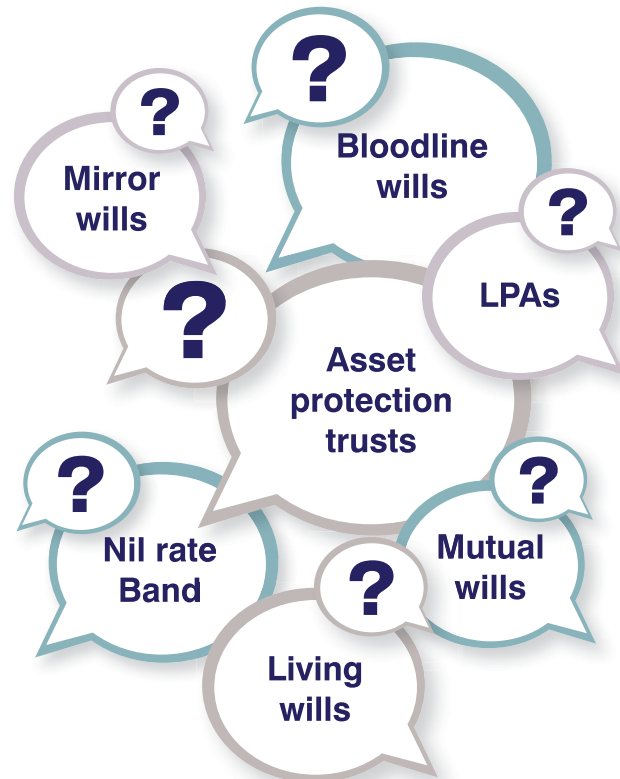 ?
Bloodline
wills
?
Mirror
wills
?
LPAs
?
Asset
protection
trusts
?
Nil rate
Band
?
Mutual
wills
?
Living
wills